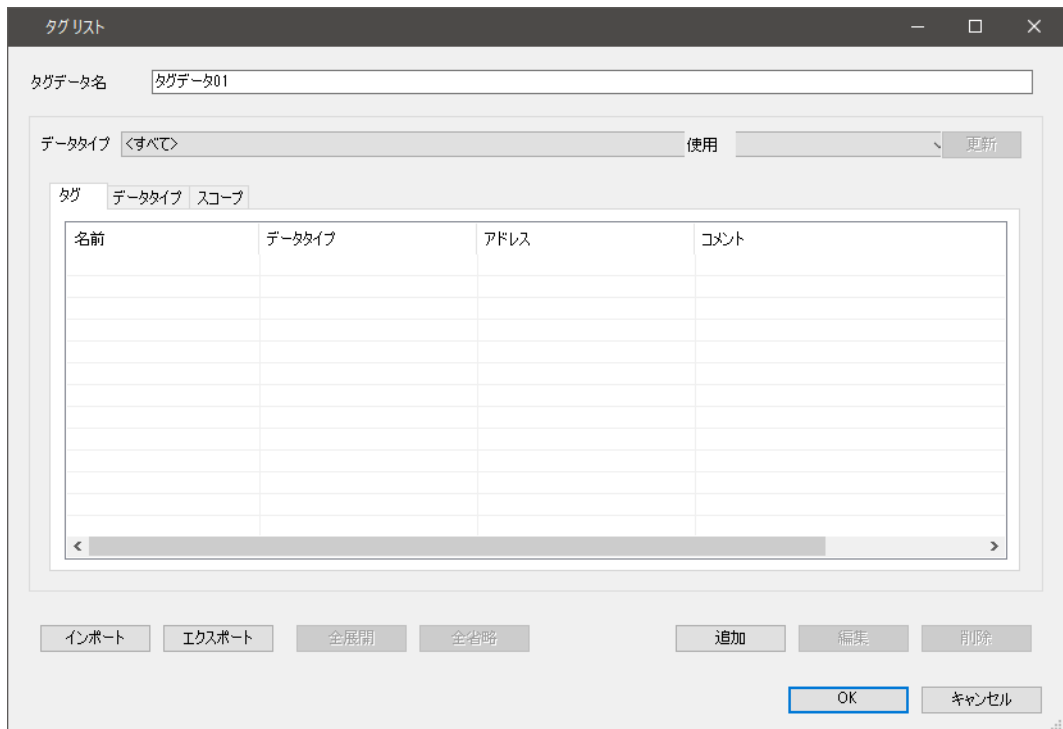 タグリスト
タグデータ名 タグデータ01
データタイプ <すべて> 使用 更新
タグ データタイプ スコープ
名前 データタイプ アドレス コメント
インポート エクスポート 全展開 全省略 追加 編集 削除
OK キャンセル